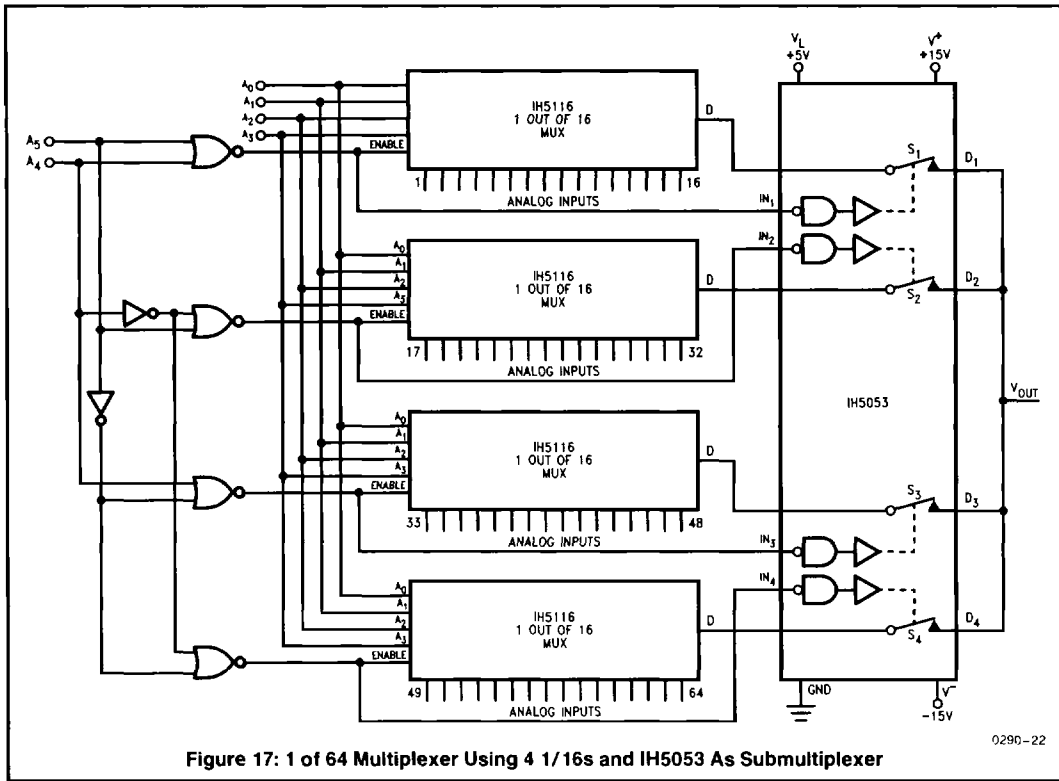 V_L
+5V
V⁺
+15V
A₀
A₁
A₂
A₃
A₅
A₄
ENABLE
IH5116
1 OUT OF 16
MUX
D
1
16
ANALOG INPUTS
S₁
D₁
IN₁
IN₂
A₀
A₁
A₂
A₅
ENABLE
IH5116
1 OUT OF 16
MUX
D
17
32
ANALOG INPUTS
S₂
D₂
IH5053
V_OUT
A₀
A₁
A₂
A₃
ENABLE
IH5116
1 OUT OF 16
MUX
D
33
48
ANALOG INPUTS
S₃
D₃
IN₃
IN₄
A₀
A₁
A₂
A₃
ENABLE
IH5116
1 OUT OF 16
MUX
D
49
64
ANALOG INPUTS
S₄
D₄
GND
V⁻
-15V
0290-22
Figure 17: 1 of 64 Multiplexer Using 4 1/16s and IH5053 As Submultiplexer